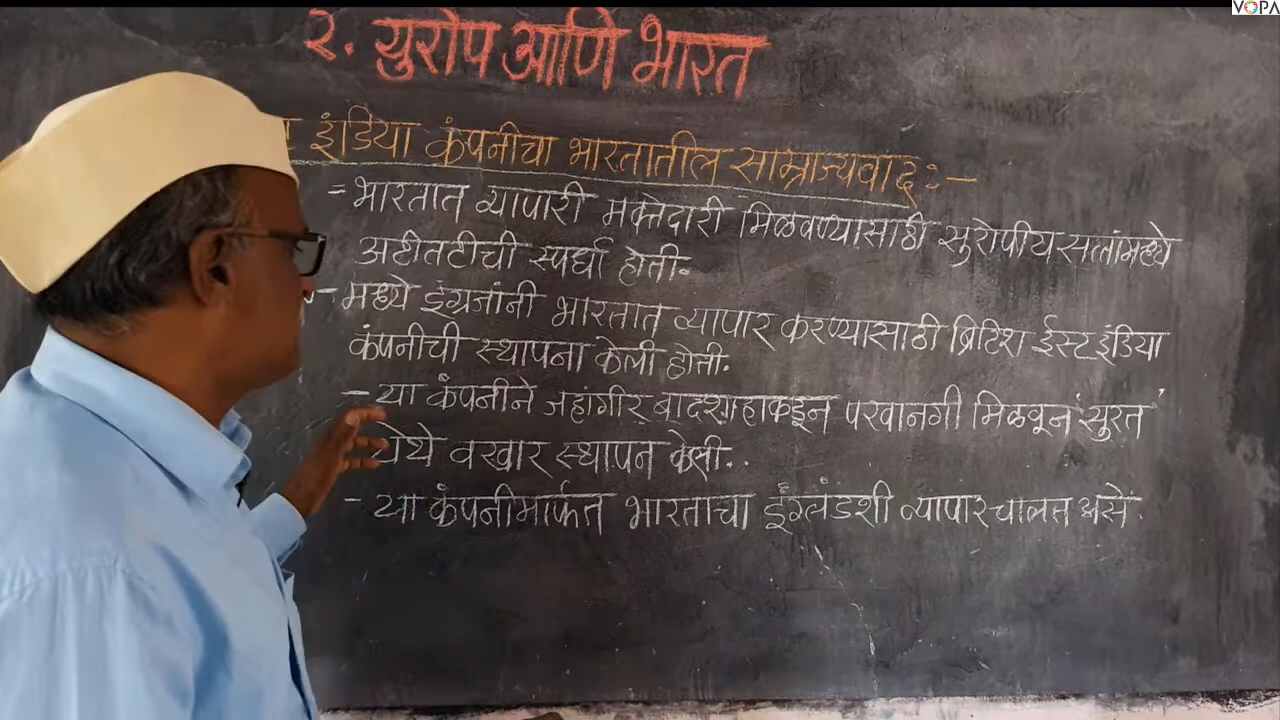 VOPA
२. युरोप आणि भारत
इंडिया कंपनीचा भारतातील साम्राज्यवाद :-
= भारतात व्यापारी मक्तेदारी मिळवण्यासाठी युरोपीय सत्तांमध्ये
अटीतटीची स्पर्धा होती.
- मध्ये इंग्रजांनी भारतात व्यापार करण्यासाठी ब्रिटिश ईस्ट इंडिया
कंपनीची स्थापना केली होती.
- या कंपनीने जहांगीर बादशाहाकडून परवानगी मिळवून 'सुरत'
येथे वखार स्थापन केली.
- या कंपनीमार्फत भारताचा इंग्लंडशी व्यापार चालत असे.